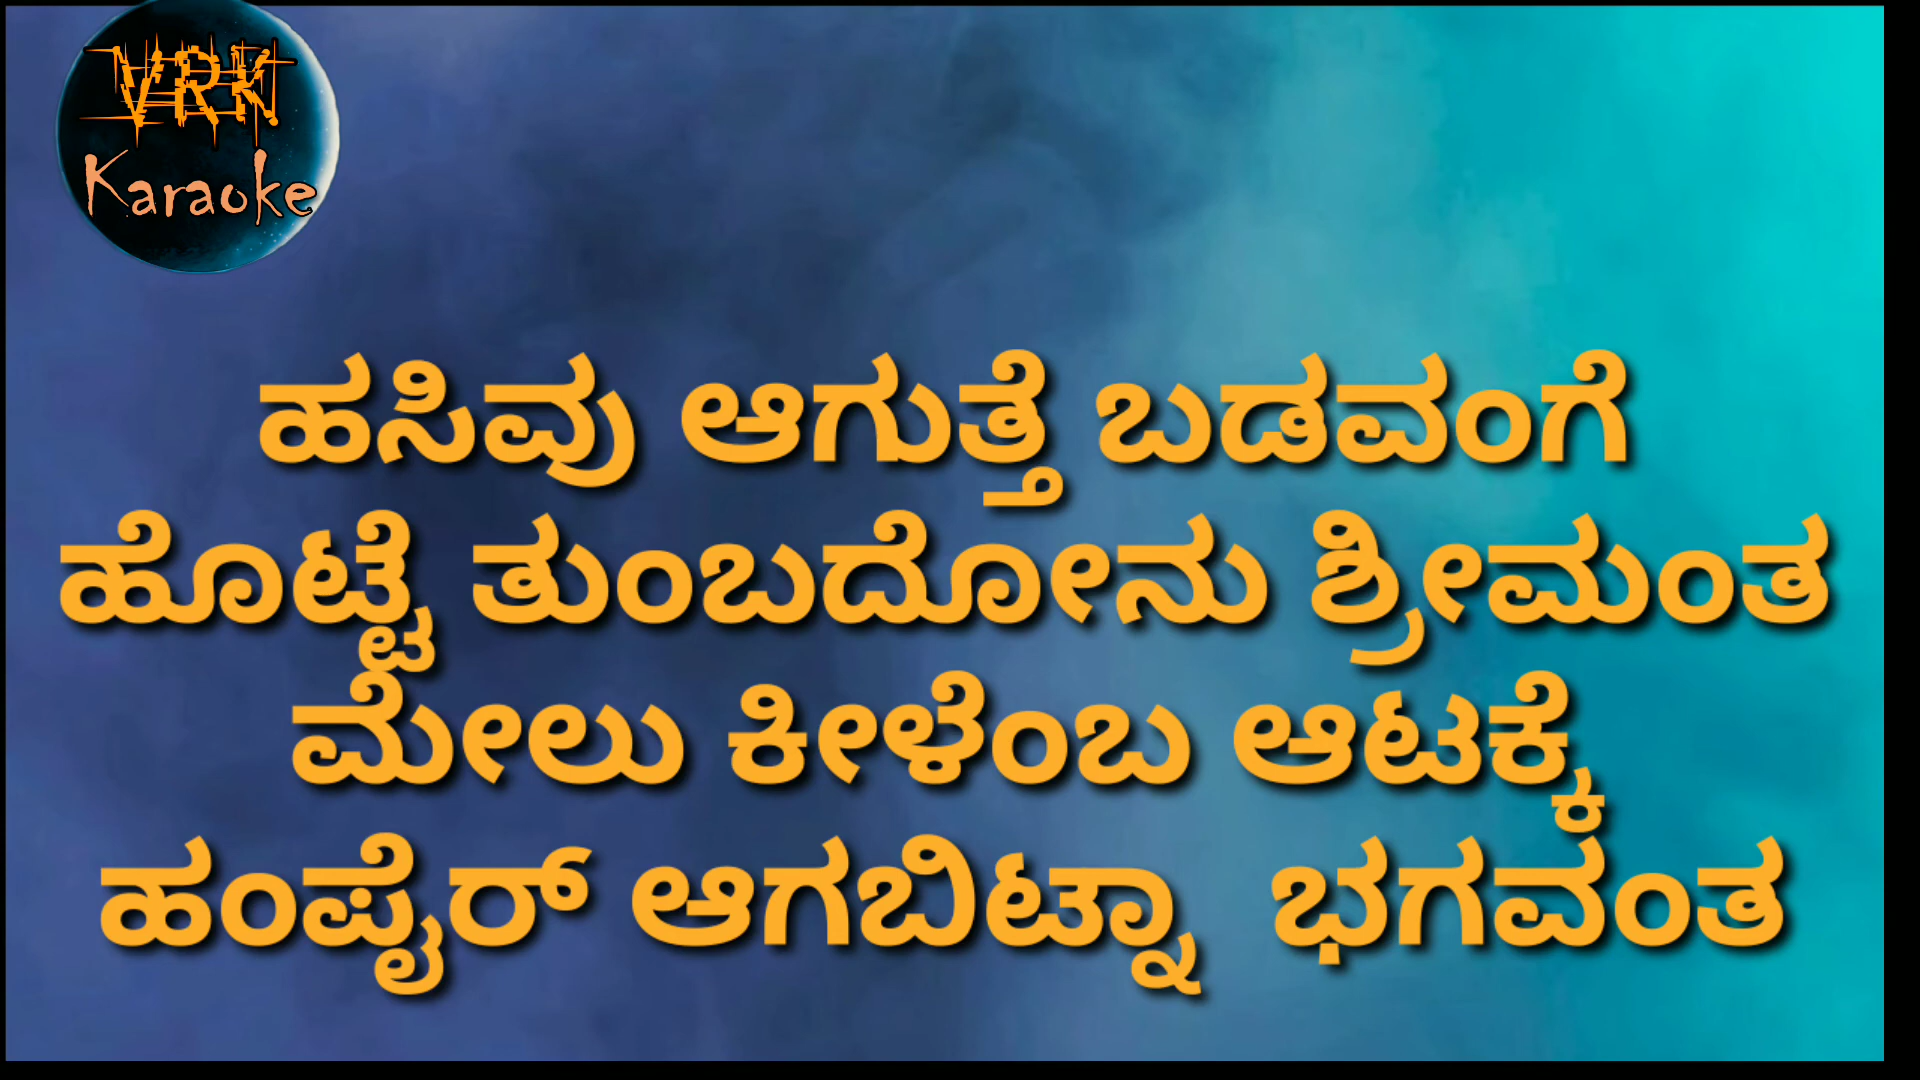 VRK
Karaoke
ಹಸಿವು ಆಗುತ್ತೆ ಬಡವಂಗೆ
ಹೊಟ್ಟೆ ತುಂಬದೋನು ಶ್ರೀಮಂತ
ಮೇಲು ಕೀಳೆಂಬ ಆಟಕ್ಕೆ
ಹಂಪೈರ್ ಆಗಬಿಟ್ನಾ ಭಗವಂತ